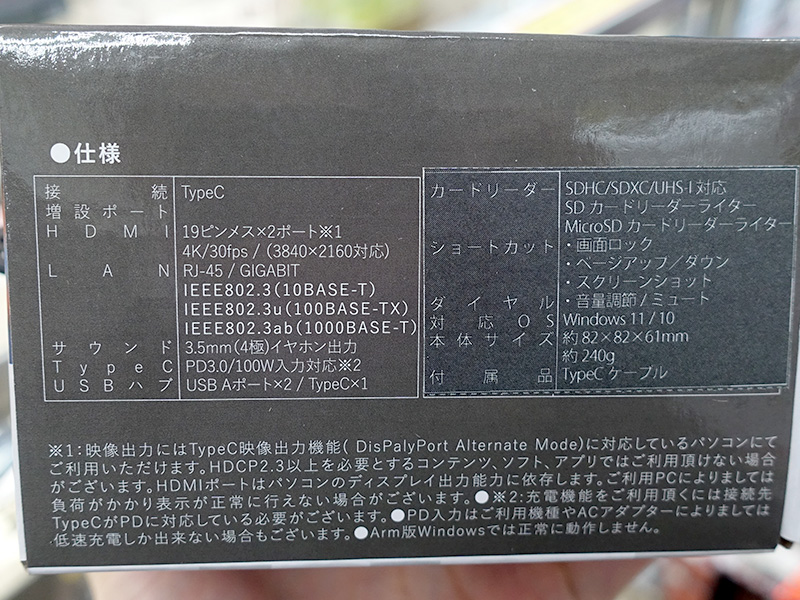 ●仕様
接続 TypeC
増設ポート
HDMI 19ピンメス×2ポート※1
4K/30fps / (3840×2160対応)
LAN RJ-45 / GIGABIT
IEEE802.3(10BASE-T)
IEEE802.3u(100BASE-TX)
IEEE802.3ab(1000BASE-T)
サウンド 3.5mm(4極)イヤホン出力
TypeC PD3.0/100W入力対応※2
USBハブ USB Aポート×2 / TypeC×1
カードリーダー SDHC/SDXC/UHS-I対応
SDカードリーダーライター
MicroSDカードリーダーライター
ショートカット ・画面ロック
・ページアップ/ダウン
・スクリーンショット
ダイヤル ・音量調節/ミュート
対応OS Windows 11/10
本体サイズ 約82×82×61mm
約240g
付属品 TypeCケーブル
※1:映像出力にはTypeC映像出力機能( DisPalyPort Alternate Mode)に対応しているパソコンにて
ご利用いただけます。HDCP2.3以上を必要とするコンテンツ、ソフト、アプリではご利用頂けない場合
がございます。HDMIポートはパソコンのディスプレイ出力能力に依存します。ご利用PCによりましては
負荷がかかり表示が正常に行えない場合がございます。●※2:充電機能をご利用頂くには接続先
TypeCがPDに対応している必要がございます。●PD入力はご利用機種やACアダプターによりましては
低速充電しか出来ない場合もございます。●Arm版Windowsでは正常に動作しません。